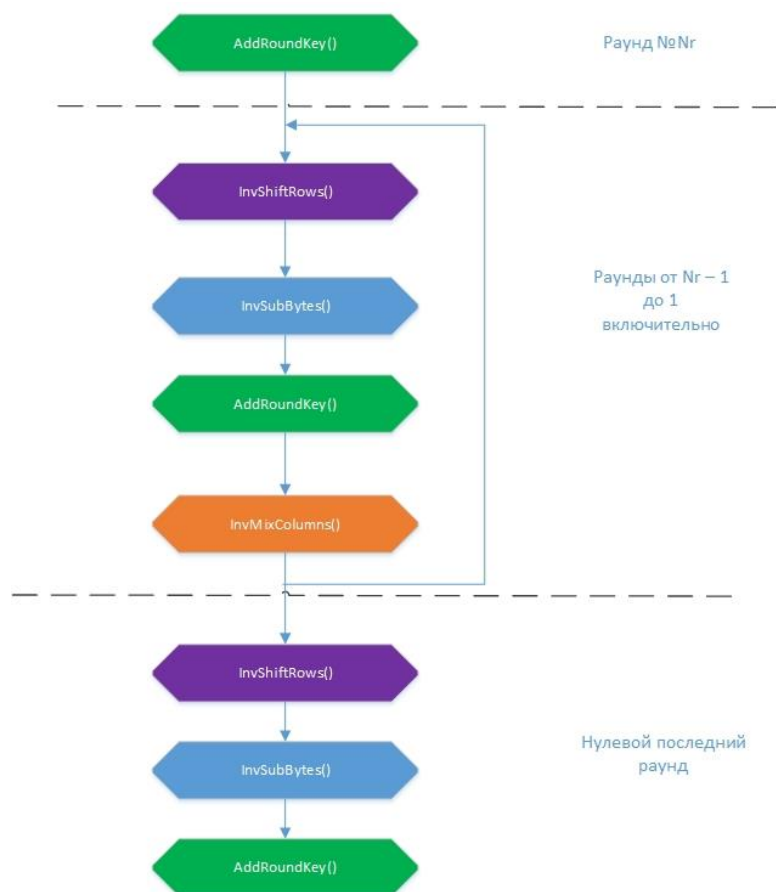 AddRoundKey()
Раунд №Nr
InvShiftRows()
InvSubBytes()
Раунды от Nr – 1
до 1
включительно
AddRoundKey()
InvMixColumns()
InvShiftRows()
InvSubBytes()
Нулевой последний
раунд
AddRoundKey()